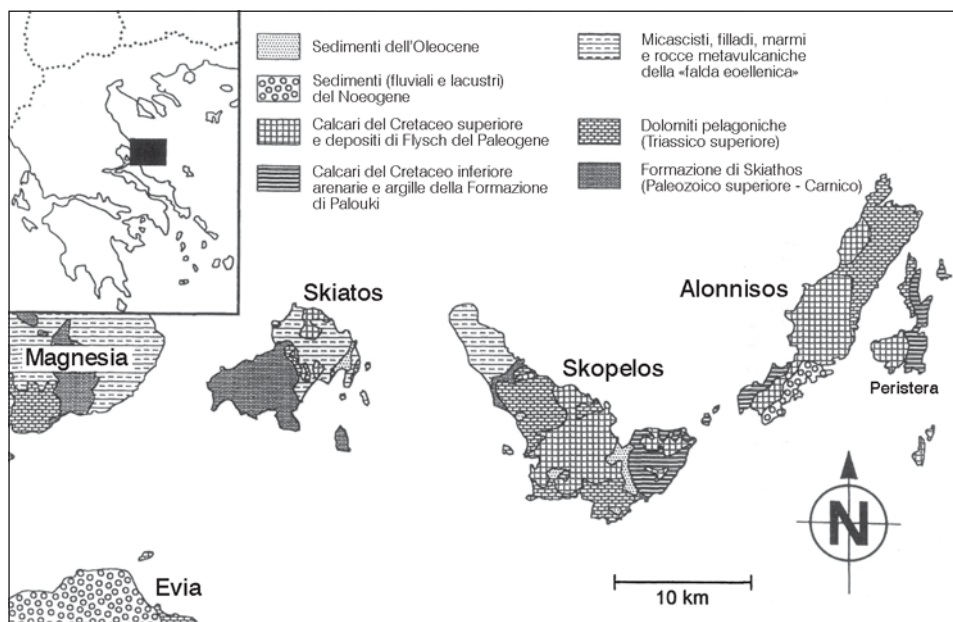 Sedimenti dell'Oleocene
Sedimenti (fluviali e lacustri)
del Noeogene
Calcari del Cretaceo superiore
e depositi di Flysch del Paleogene
Calcari del Cretaceo inferiore
arenarie e argille della Formazione
di Palouki
Micascisti, filladi, marmi
e rocce metavulcaniche
della «falda eoellenica»
Dolomiti pelagoniche
(Triassico superiore)
Formazione di Skiathos
(Paleozoico superiore - Carnico)
Skiatos
Alonnisos
Magnesia
Skopelos
Peristera
N
Evia
10 km